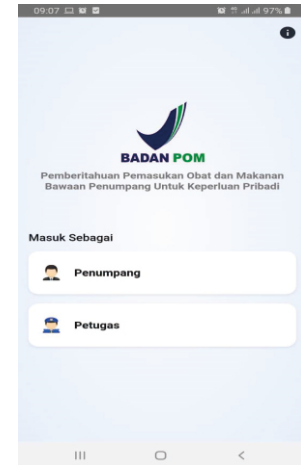 09:07 97%
BADAN POM
Pemberitahuan Pemasukan Obat dan Makanan
Bawaan Penumpang Untuk Keperluan Pribadi
Masuk Sebagai
Penumpang
Petugas